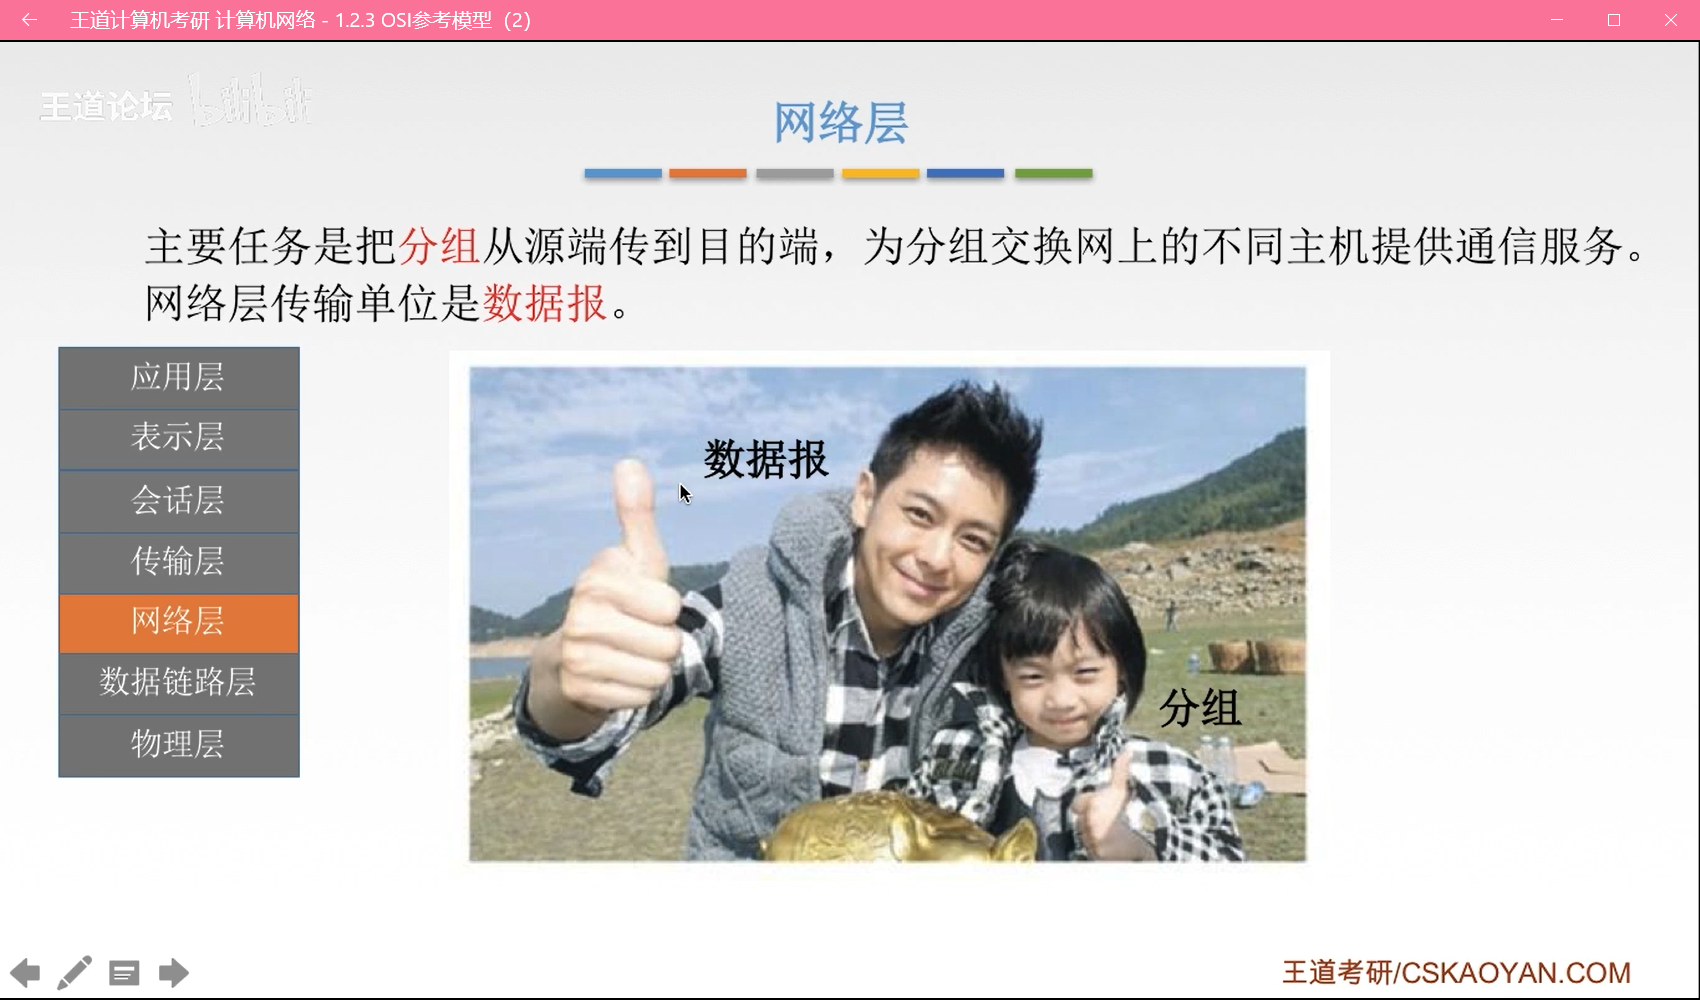 王道计算机考研 计算机网络 - 1.2.3 OSI参考模型（2）
王道论坛 bilibili
网络层
主要任务是把分组从源端传到目的端，为分组交换网上的不同主机提供通信服务。
网络层传输单位是数据报。
应用层
表示层
会话层
传输层
网络层
数据链路层
物理层
数据报
分组
王道考研/CSKAOYAN.COM